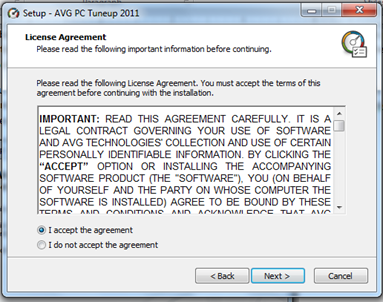 Setup - AVG PC Tuneup 2011
License Agreement
Please read the following important information before continuing.
Please read the following License Agreement. You must accept the terms of this
agreement before continuing with the installation.
IMPORTANT: READ THIS AGREEMENT CAREFULLY. IT IS A
LEGAL CONTRACT GOVERNING YOUR USE OF SOFTWARE
AND AVG TECHNOLOGIES' COLLECTION AND USE OF CERTAIN
PERSONALLY IDENTIFIABLE INFORMATION. BY CLICKING THE
“ACCEPT” OPTION OR INSTALLING THE ACCOMPANYING
SOFTWARE PRODUCT (THE "SOFTWARE"), YOU (ON BEHALF
OF YOURSELF AND THE PARTY ON WHOSE COMPUTER THE
SOFTWARE IS INSTALLED) AGREE TO BE BOUND BY THESE
TERMS AND CONDITIONS AND ACKNOWLEDGE THAT AVG
I accept the agreement
I do not accept the agreement
< Back Next > Cancel